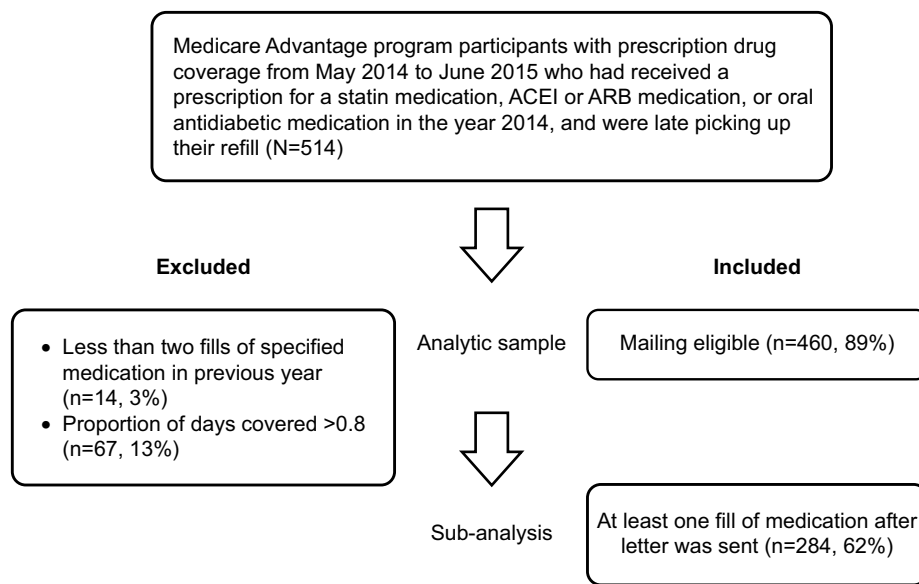 Medicare Advantage program participants with prescription drug
coverage from May 2014 to June 2015 who had received a
prescription for a statin medication, ACEI or ARB medication, or oral
antidiabetic medication in the year 2014, and were late picking up
their refill (N=514)
Excluded
Included
• Less than two fills of specified
medication in previous year
(n=14, 3%)
• Proportion of days covered >0.8
(n=67, 13%)
Analytic sample
Mailing eligible (n=460, 89%)
Sub-analysis
At least one fill of medication after
letter was sent (n=284, 62%)